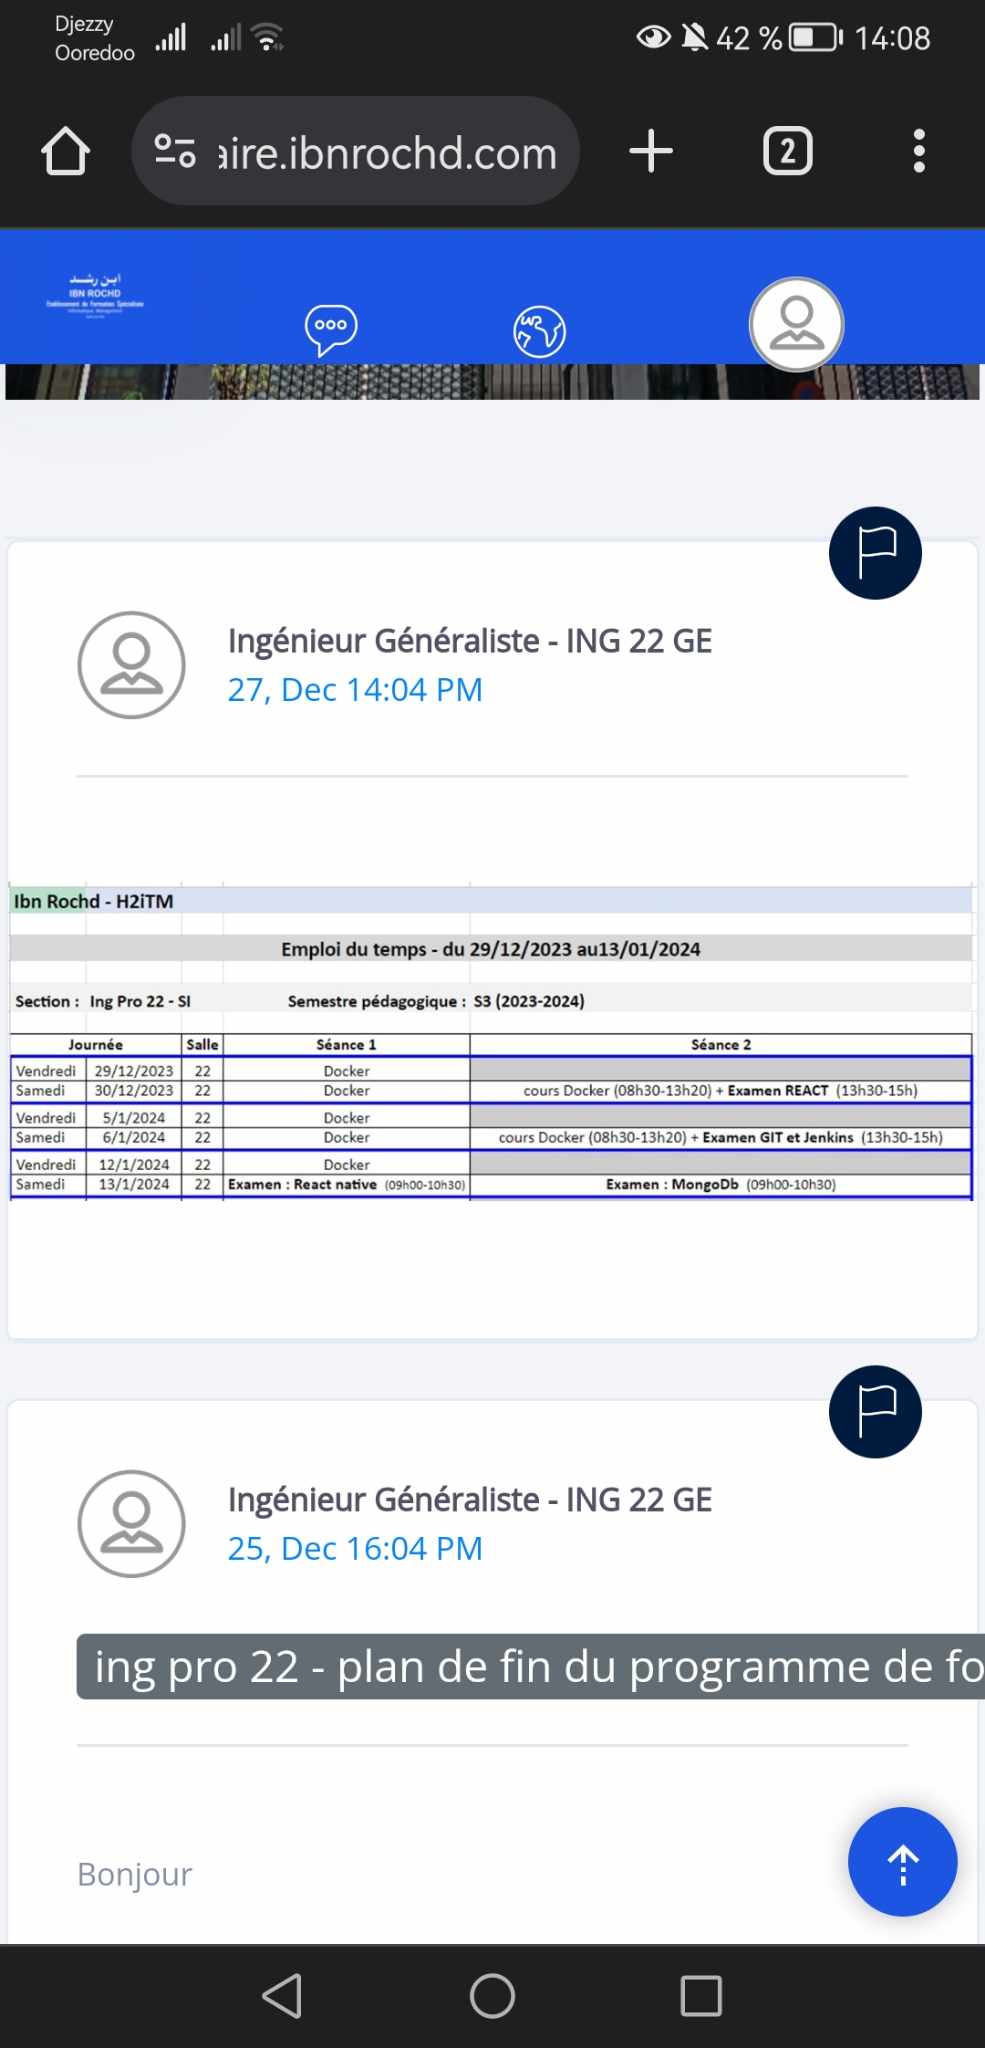 Djezzy
Ooredoo
42 % 14:08
aire.ibnrochd.com
2
ابن رشد
IBN ROCHD
Etablissement de Formation Spécialisée
Ingénieur Généraliste - ING 22 GE
27, Dec 14:04 PM
Ibn Rochd - H2iTM
Emploi du temps - du 29/12/2023 au13/01/2024
Section : Ing Pro 22 - SI Semestre pédagogique : S3 (2023-2024)
Journée Salle Séance 1 Séance 2
Vendredi 29/12/2023 22 Docker
Samedi 30/12/2023 22 Docker cours Docker (08h30-13h20) + Examen REACT (13h30-15h)
Vendredi 5/1/2024 22 Docker
Samedi 6/1/2024 22 Docker cours Docker (08h30-13h20) + Examen GIT et Jenkins (13h30-15h)
Vendredi 12/1/2024 22 Docker
Samedi 13/1/2024 22 Examen : React native (09h00-10h30) Examen : MongoDb (09h00-10h30)
Ingénieur Généraliste - ING 22 GE
25, Dec 16:04 PM
ing pro 22 - plan de fin du programme de fo
Bonjour